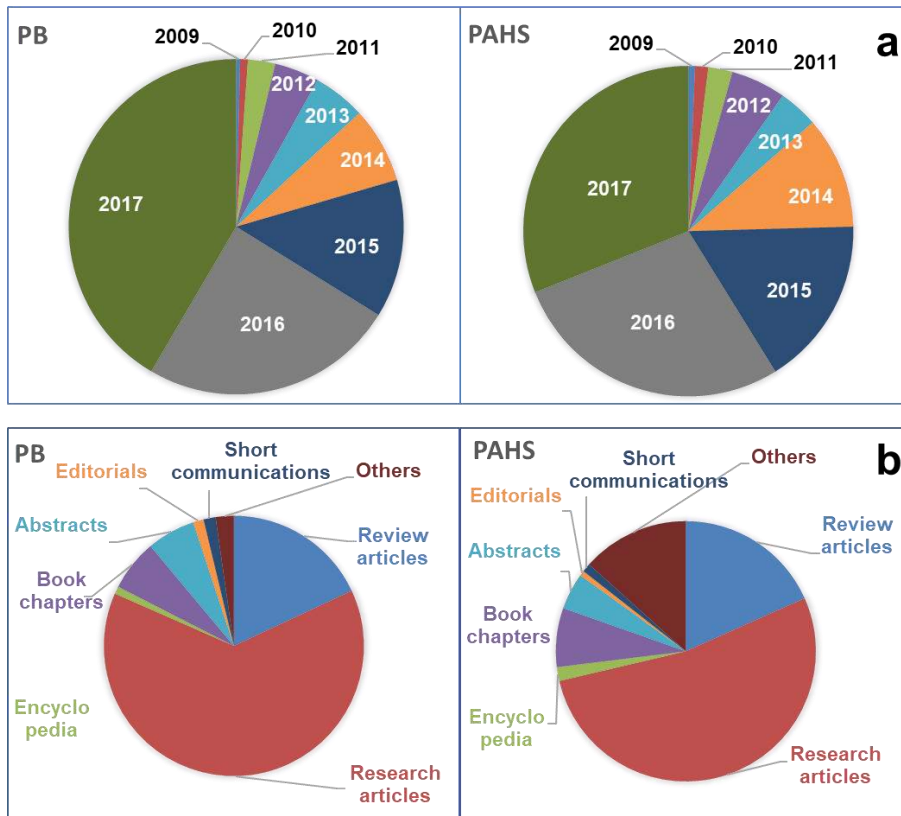 PB
2009
2010
2011
2012
2013
2014
2015
2016
2017
PAHS
a
2009
2010
2011
2012
2013
2014
2015
2016
2017
PB
Short
communications
Others
Editorials
Abstracts
Review
articles
Book
chapters
Encyclo
pedia
Research
articles
PAHS
b
Short
communications
Others
Editorials
Review
articles
Abstracts
Book
chapters
Encyclo
pedia
Research
articles